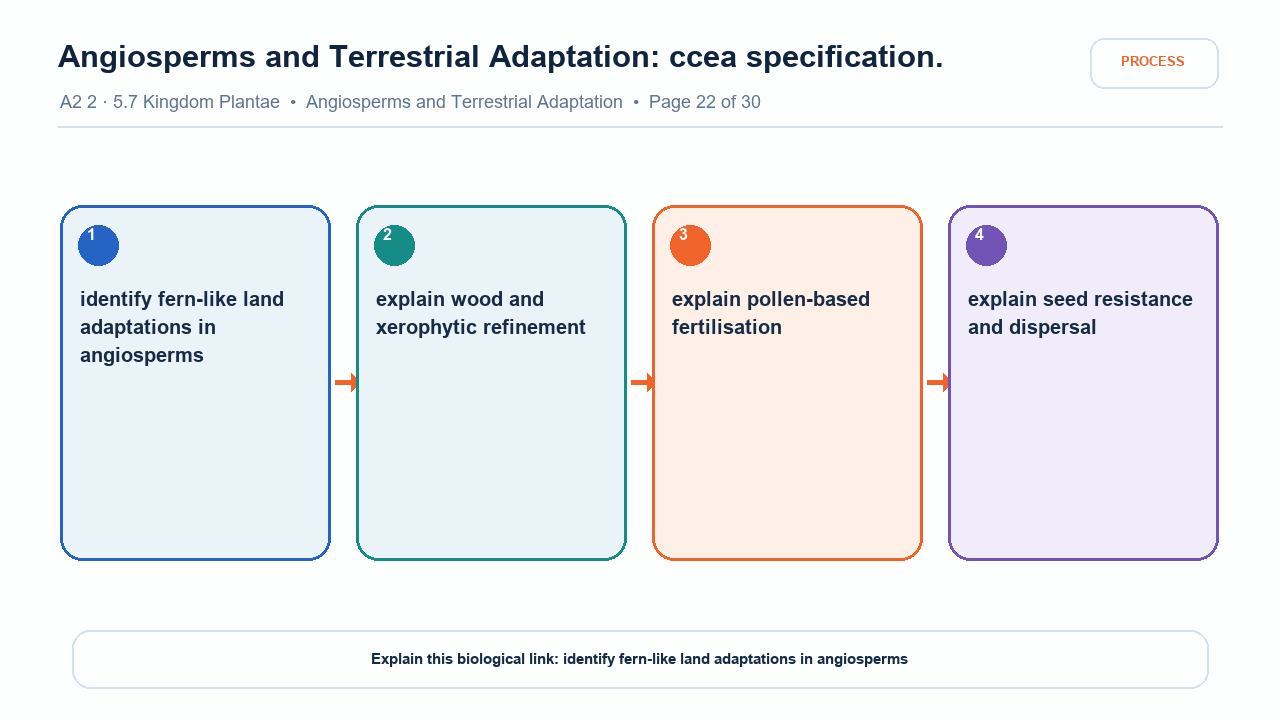 Angiosperms and Terrestrial Adaptation: ccea specification.
PROCESS
A2 2 · 5.7 Kingdom Plantae • Angiosperms and Terrestrial Adaptation • Page 22 of 30
1
identify fern-like land
adaptations in
angiosperms
2
explain wood and
xerophytic refinement
3
explain pollen-based
fertilisation
4
explain seed resistance
and dispersal
Explain this biological link: identify fern-like land adaptations in angiosperms